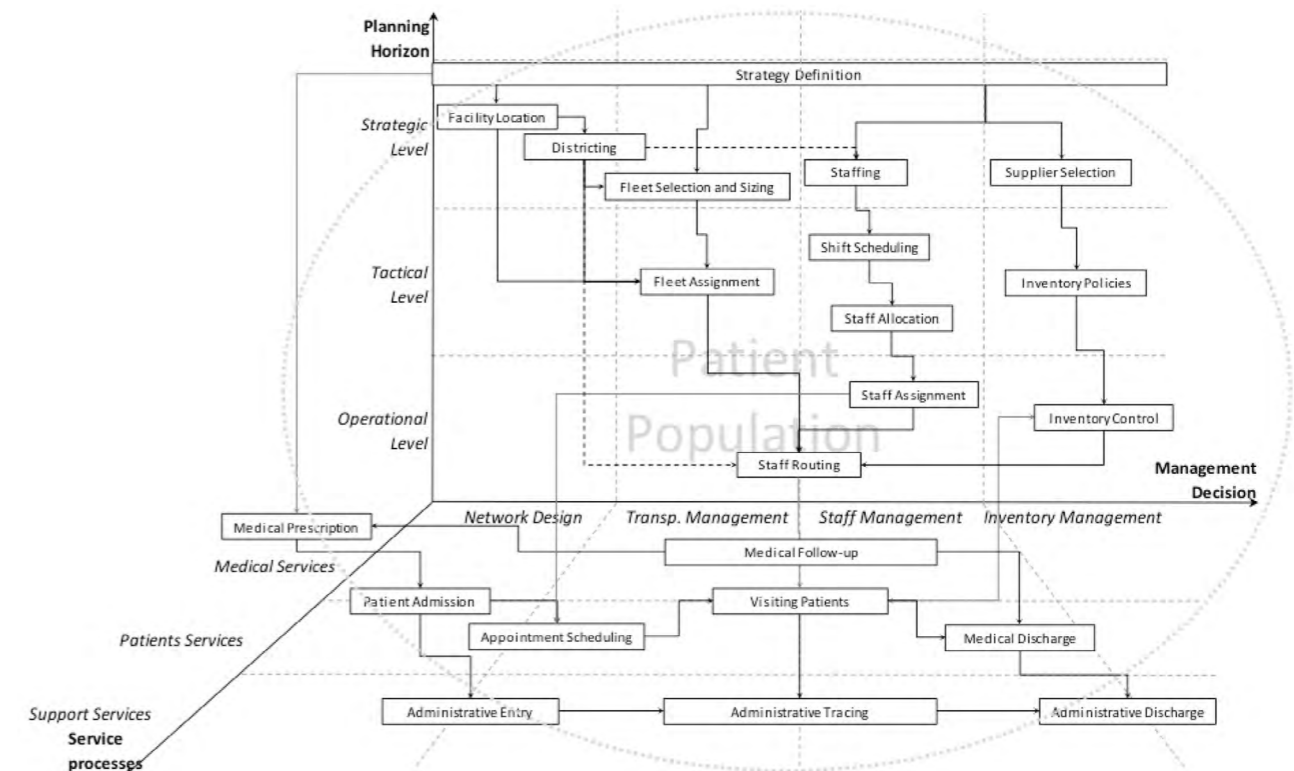 Planning
Horizon
Strategy Definition
Facility Location
Strategic
Level
Districting
Staffing
Supplier Selection
Fleet Selection and Sizing
Shift Scheduling
Tactical
Level
Fleet Assignment
Inventory Policies
Staff Allocation
Patient
Population
Staff Assignment
Operational
Level
Inventory Control
Staff Routing
Management
Decision
Network Design
Transp. Management
Staff Management
Inventory Management
Medical Prescription
Medical Follow-up
Medical Services
Patient Admission
Visiting Patients
Patients Services
Appointment Scheduling
Medical Discharge
Support Services
Administrative Entry
Administrative Tracing
Administrative Discharge
Service
processes